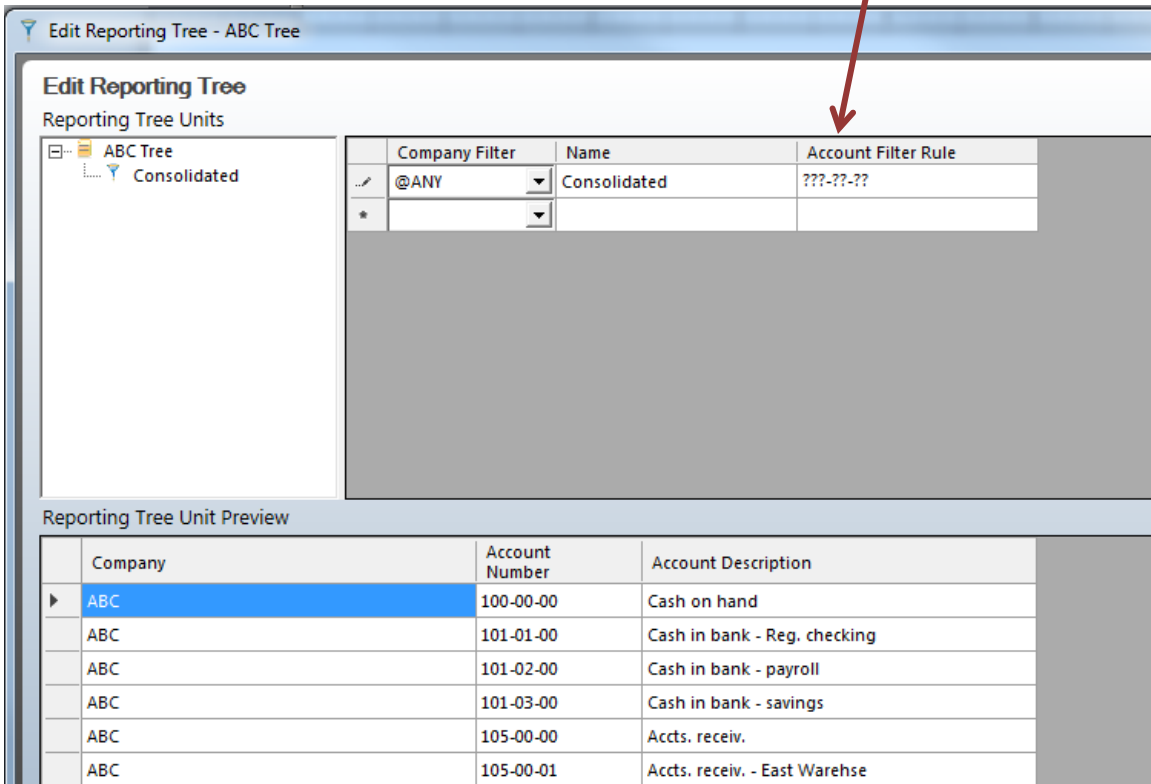 Edit Reporting Tree - ABC Tree
Edit Reporting Tree
Reporting Tree Units
ABC Tree
Consolidated
Company Filter Name Account Filter Rule
@ANY Consolidated ???-??-??
Reporting Tree Unit Preview
Company Account Number Account Description
ABC 100-00-00 Cash on hand
ABC 101-01-00 Cash in bank - Reg. checking
ABC 101-02-00 Cash in bank - payroll
ABC 101-03-00 Cash in bank - savings
ABC 105-00-00 Accts. receiv.
ABC 105-00-01 Accts. receiv. - East Warehse